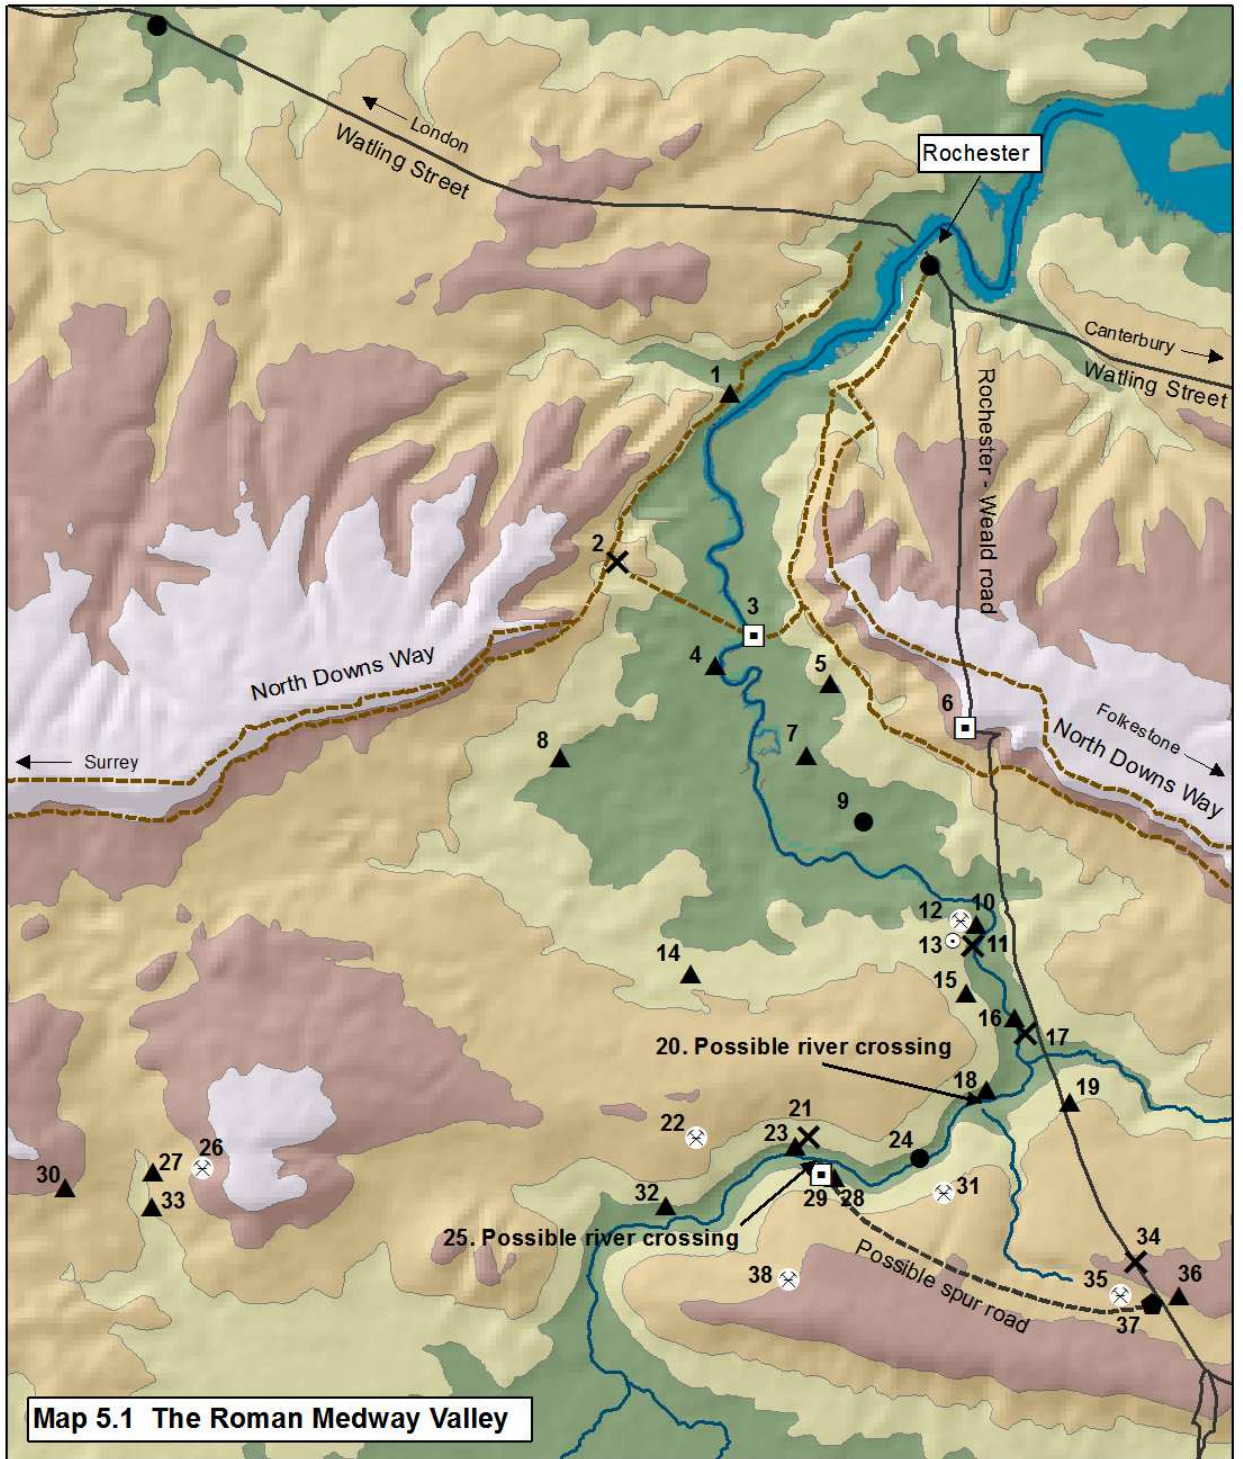 London
Watling Street
Rochester
Canterbury
Watling Street
1
Rochester - Weald road
2
3
4
5
North Downs Way
6
Folkestone
North Downs Way
Surrey
8
7
9
12
10
13
11
14
15
16
17
20. Possible river crossing
18
19
22
21
23
24
26
27
30
33
32
29
28
31
25. Possible river crossing
Possible spur road
34
38
35
36
37
Map 5.1 The Roman Medway Valley